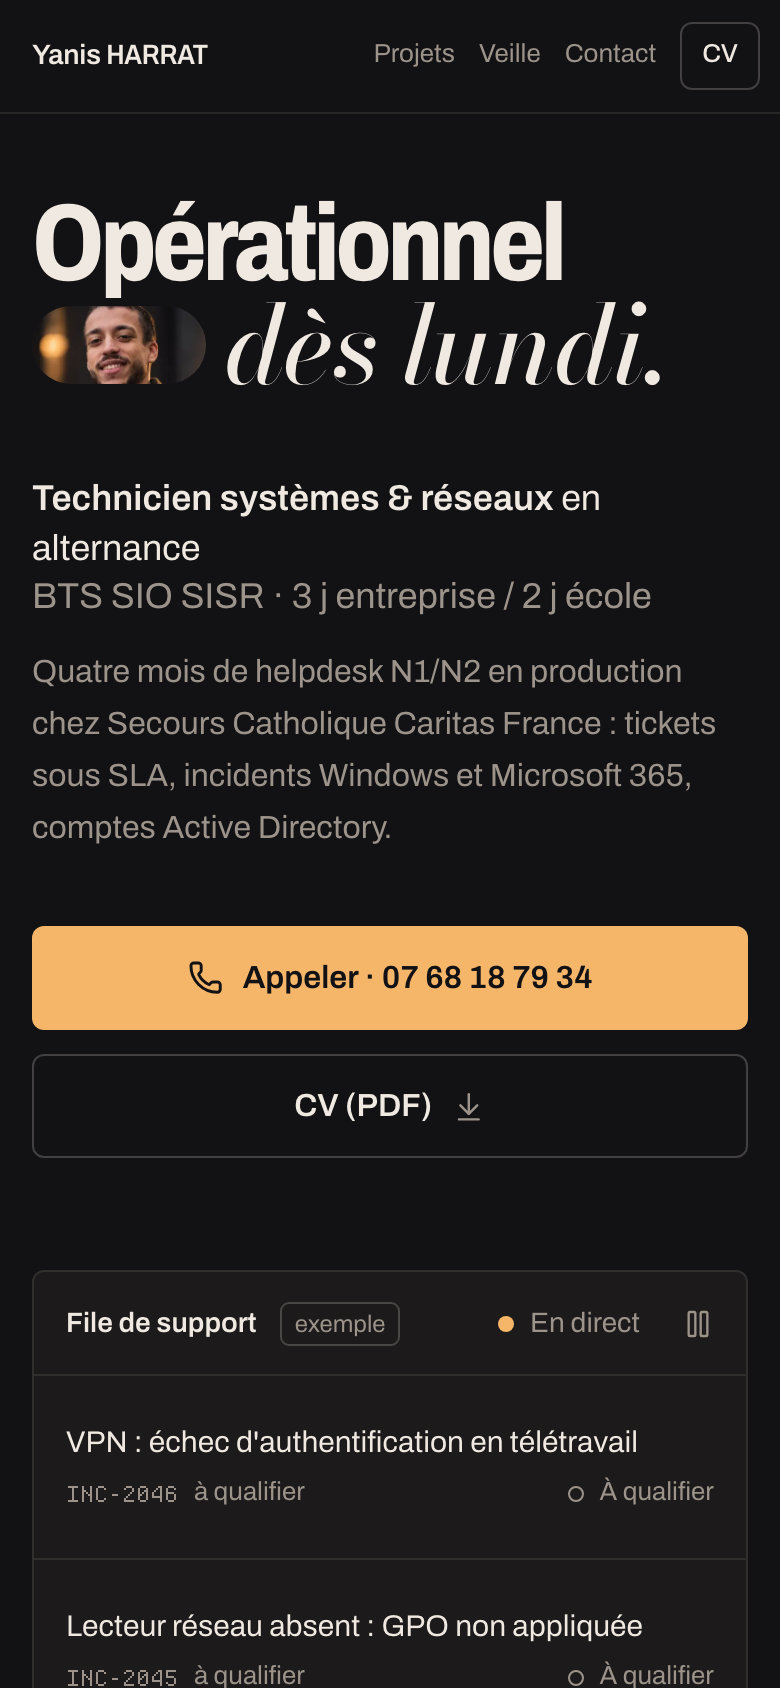 Yanis HARRAT
Projets Veille Contact CV
Opérationnel
dès lundi.
Technicien systèmes & réseaux en
alternance
BTS SIO SISR · 3 j entreprise / 2 j école
Quatre mois de helpdesk N1/N2 en production
chez Secours Catholique Caritas France : tickets
sous SLA, incidents Windows et Microsoft 365,
comptes Active Directory.
Appeler · 07 68 18 79 34
CV (PDF)
File de support exemple En direct
VPN : échec d'authentification en télétravail
INC-2046 à qualifier À qualifier
Lecteur réseau absent : GPO non appliquée
INC-2045 à qualifier À qualifier